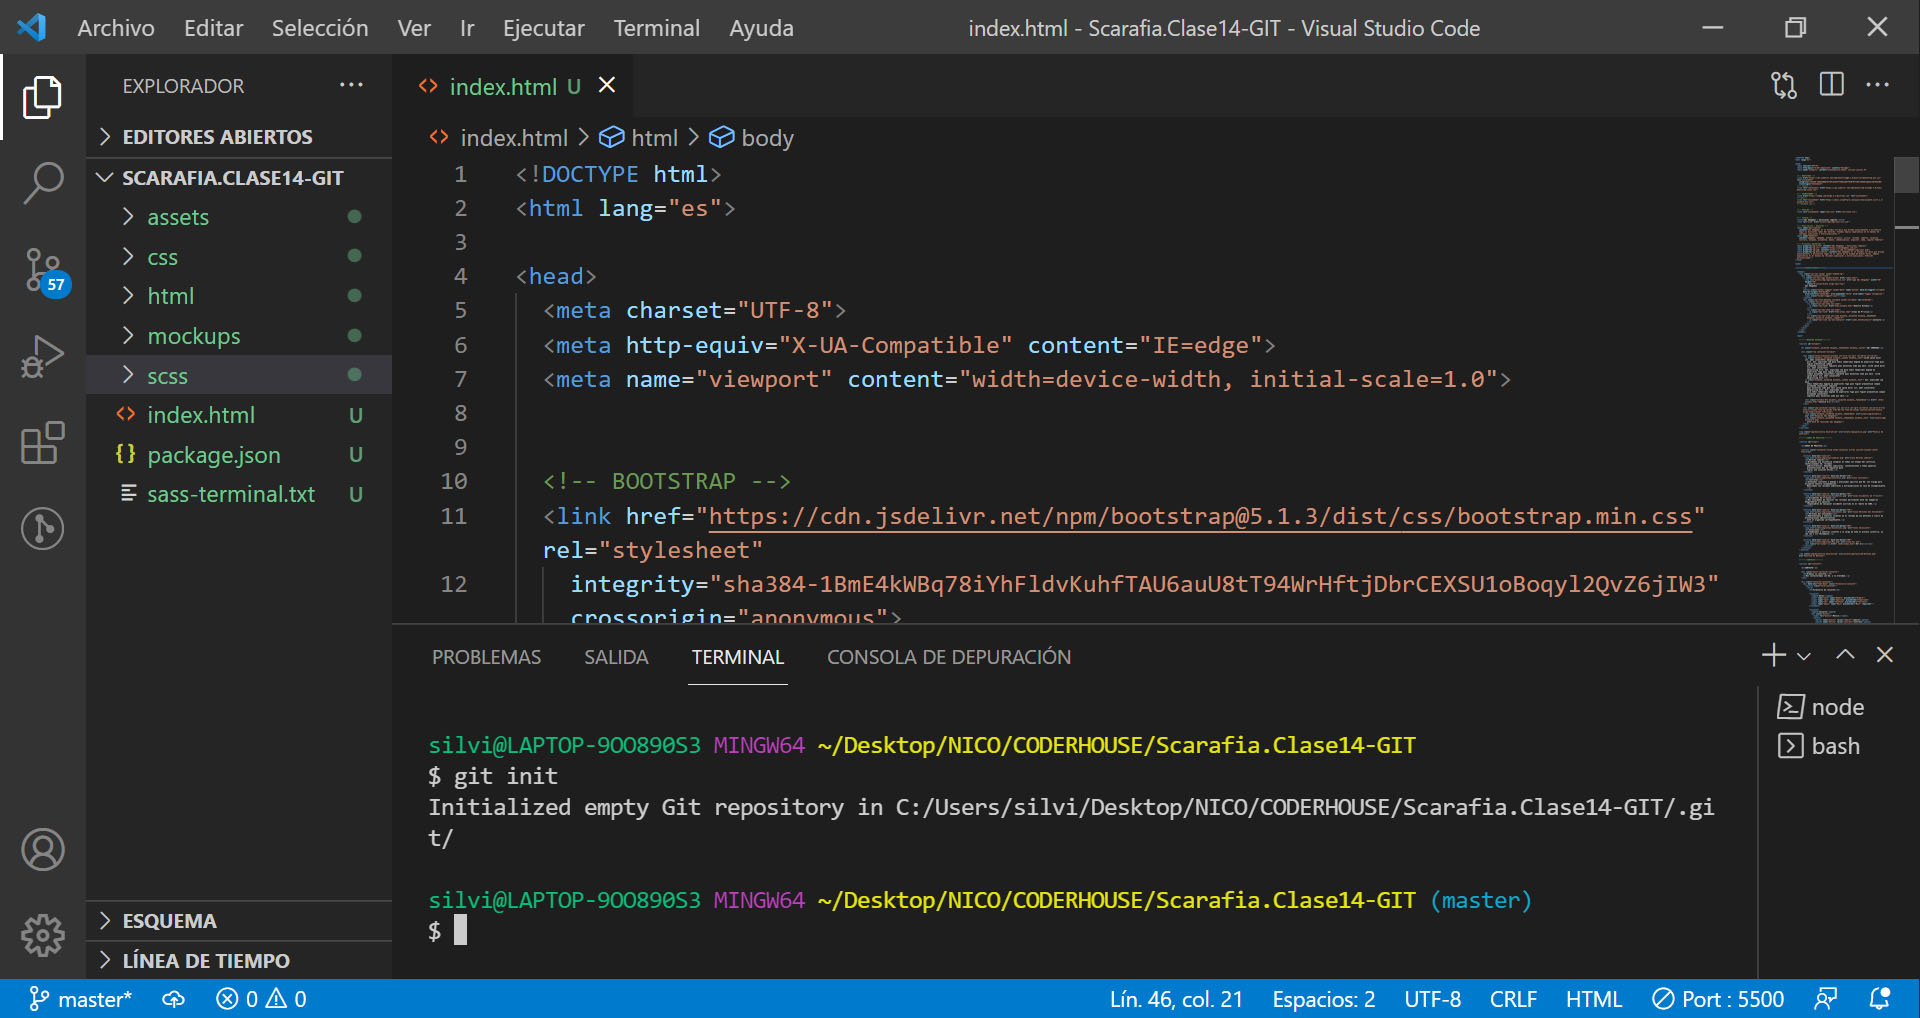 Archivo Editar Selección Ver Ir Ejecutar Terminal Ayuda index.html - Scarafia.Clase14-GIT - Visual Studio Code
EXPLORADOR
EDITORES ABIERTOS
SCARAFIA.CLASE14-GIT
assets
css
html
mockups
scss
index.html U
package.json U
sass-terminal.txt U
ESQUEMA
LÍNEA DE TIEMPO
57
index.html U
index.html > html > body
1 <!DOCTYPE html>
2 <html lang="es">
3
4 <head>
5 <meta charset="UTF-8">
6 <meta http-equiv="X-UA-Compatible" content="IE=edge">
7 <meta name="viewport" content="width=device-width, initial-scale=1.0">
8
9
10 <!-- BOOTSTRAP -->
11 <link href="https://cdn.jsdelivr.net/npm/bootstrap@5.1.3/dist/css/bootstrap.min.css"
rel="stylesheet"
12 integrity="sha384-1BmE4kWBq78iYhFldvKuhfTAU6auU8tT94WrHftjDbrCEXSU1oBoqyl2QvZ6jIW3"
crossorigin="anonymous">
PROBLEMAS SALIDA TERMINAL CONSOLA DE DEPURACIÓN
silvi@LAPTOP-9OO890S3 MINGW64 ~/Desktop/NICO/CODERHOUSE/Scarafia.Clase14-GIT
$ git init
Initialized empty Git repository in C:/Users/silvi/Desktop/NICO/CODERHOUSE/Scarafia.Clase14-GIT/.gi
t/
silvi@LAPTOP-9OO890S3 MINGW64 ~/Desktop/NICO/CODERHOUSE/Scarafia.Clase14-GIT (master)
$
node
bash
master* 0 0 Lín. 46, col. 21 Espacios: 2 UTF-8 CRLF HTML Port : 5500